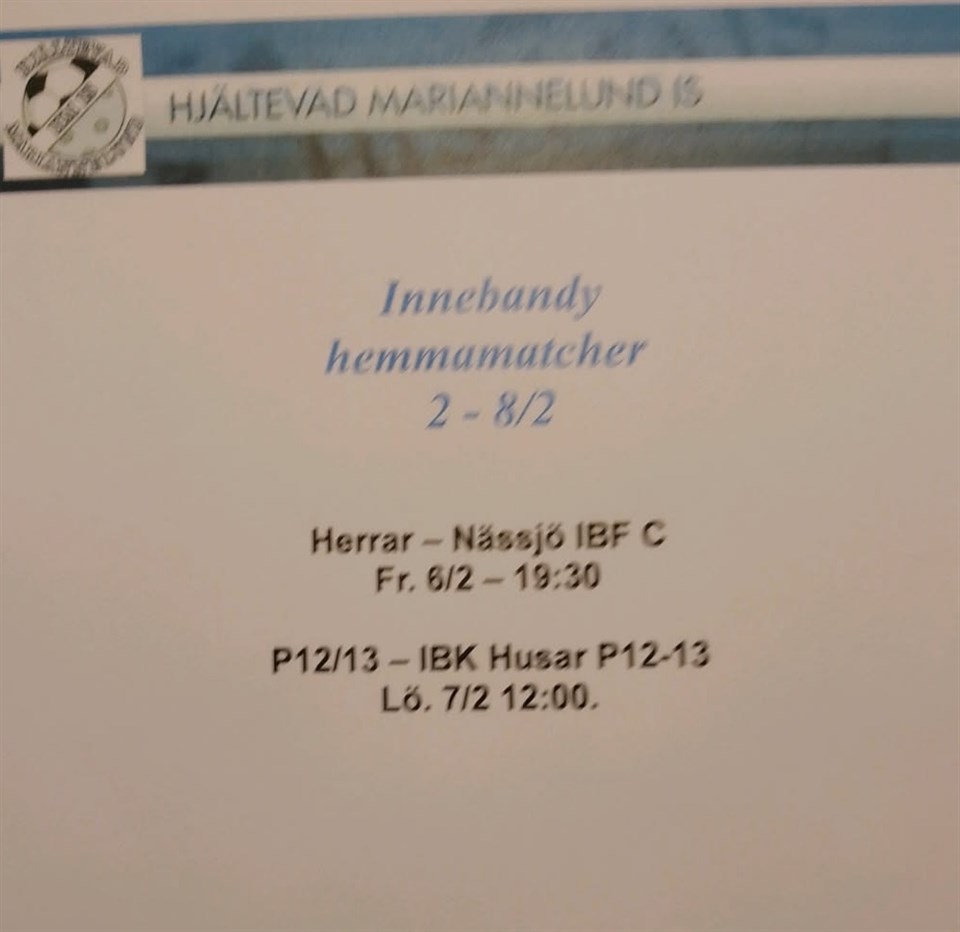 HJÄLTEVAD MARIANNELUND IS
Innebandy
hemmamatcher
2 - 8/2
Herrar – Nässjö IBF C
Fr. 6/2 – 19:30
P12/13 – IBK Husar P12-13
Lö. 7/2 12:00.